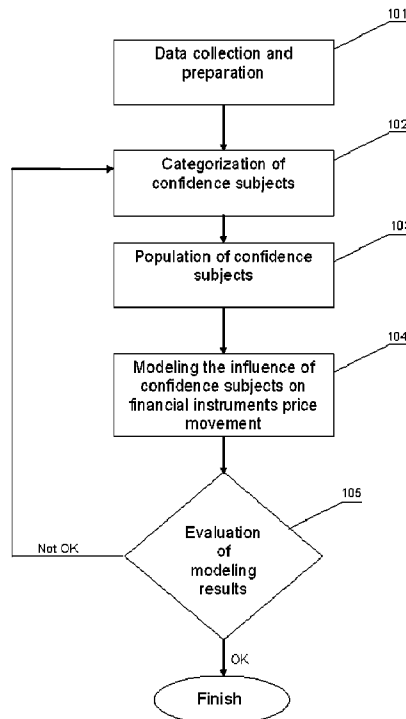 101
Data collection and
preparation
102
Categorization of
confidence subjects
103
Population of confidence
subjects
104
Modeling the influence of
confidence subjects on
financial instruments price
movement
105
Evaluation
of
modeling
results
Not OK
OK
Finish